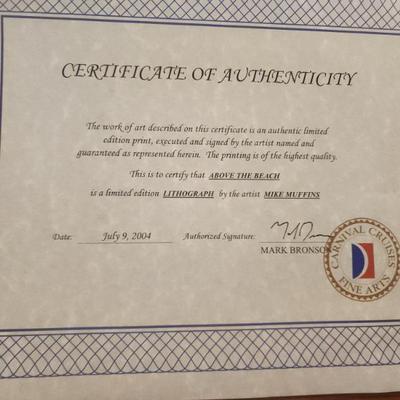 CERTIFICATE OF AUTHENTICITY
The work of art described on this certificate is an authentic limited
edition print, executed and signed by the artist named and
guaranteed as represented herein. The printing is of the highest quality.
This is to certify that ABOVE THE BEACH
is a limited edition LITHOGRAPH by the artist MIKE MUFFINS
Date: July 9, 2004 Authorized Signature:
MARK BRONSON
CARNIVAL CRUISES
FINE ARTS